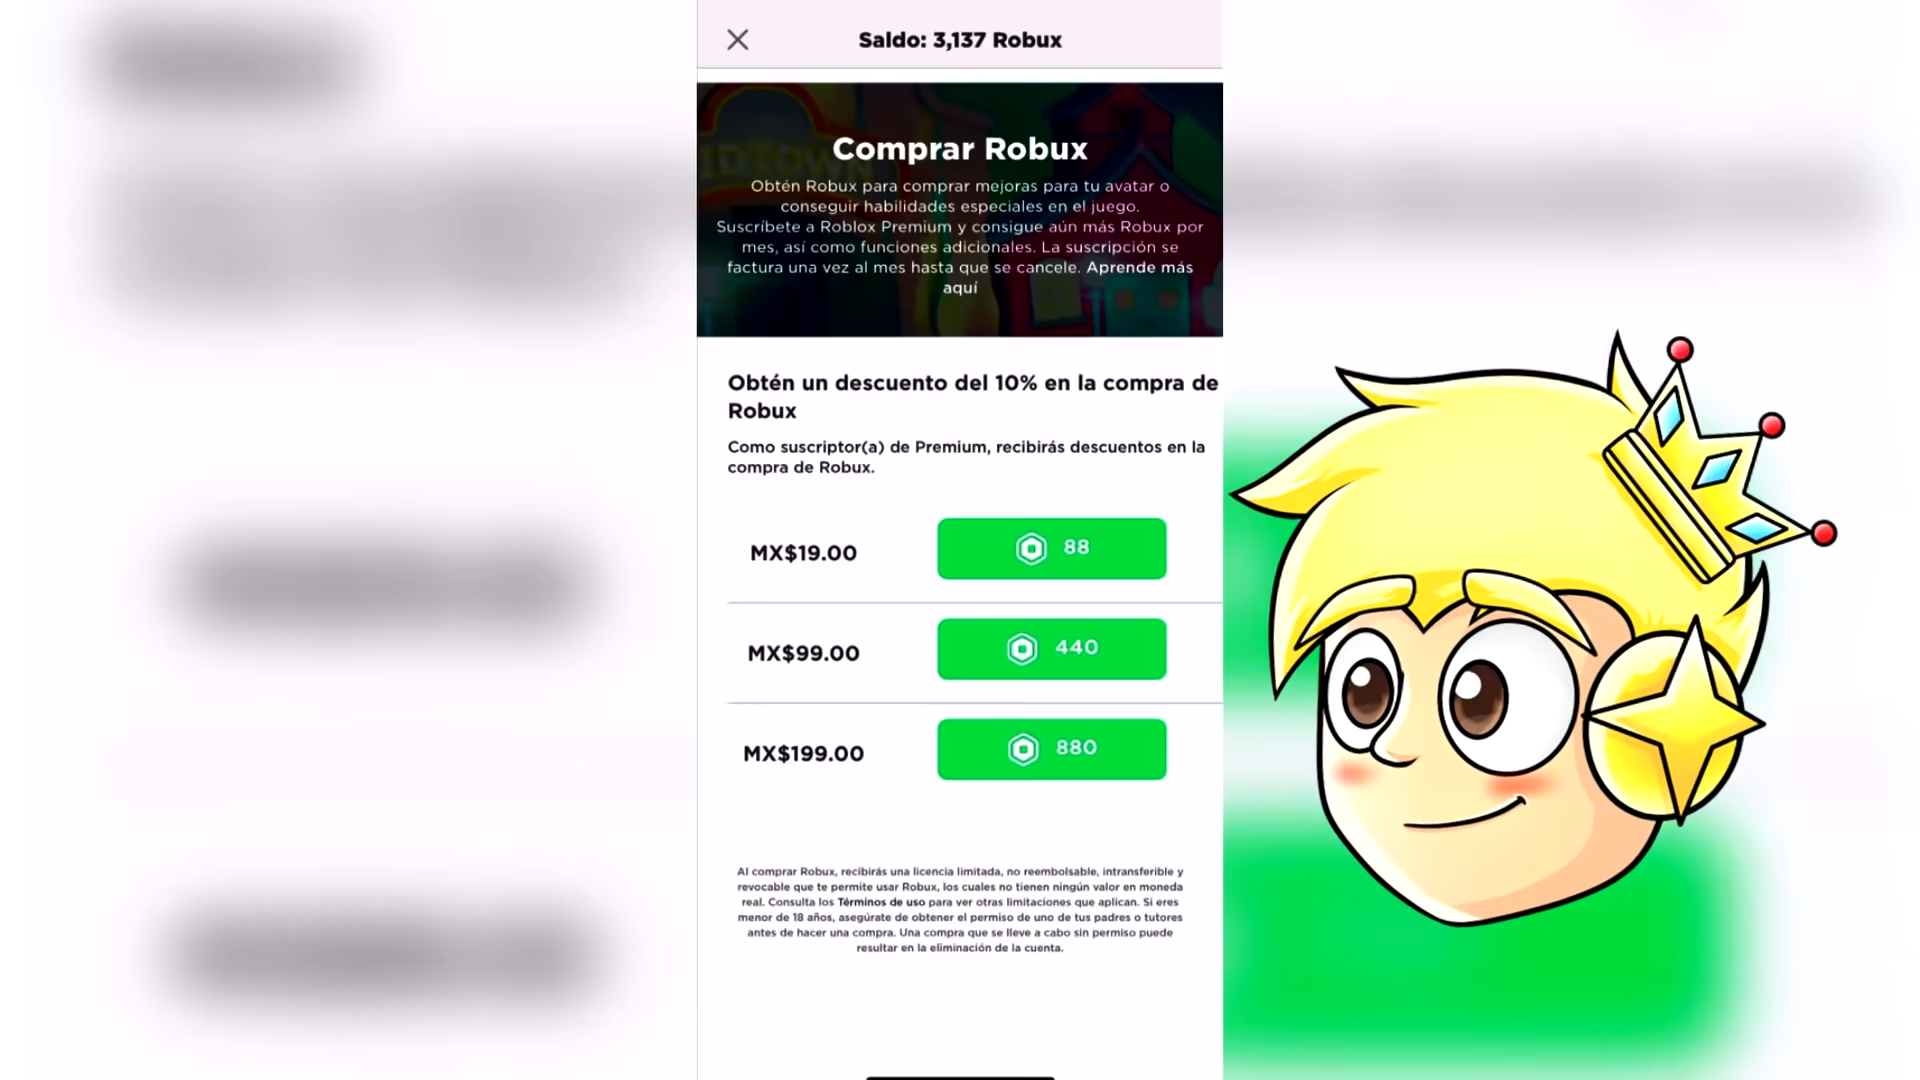 Saldo: 3,137 Robux
Comprar Robux
Obtén Robux para comprar mejoras para tu avatar o
conseguir habilidades especiales en el juego.
Suscríbete a Roblox Premium y consigue aún más Robux por
mes, así como funciones adicionales. La suscripción se
factura una vez al mes hasta que se cancele. Aprende más
aquí
Obtén un descuento del 10% en la compra de
Robux
Como suscriptor(a) de Premium, recibirás descuentos en la
compra de Robux.
MX$19.00 88
MX$99.00 440
MX$199.00 880
Al comprar Robux, recibirás una licencia limitada, no reembolsable, intransferible y
revocable que te permite usar Robux, los cuales no tienen ningún valor en moneda
real. Consulta los Términos de uso para ver otras limitaciones que aplican. Si eres
menor de 18 años, asegúrate de obtener el permiso de uno de tus padres o tutores
antes de hacer una compra. Una compra que se lleve a cabo sin permiso puede
resultar en la eliminación de la cuenta.